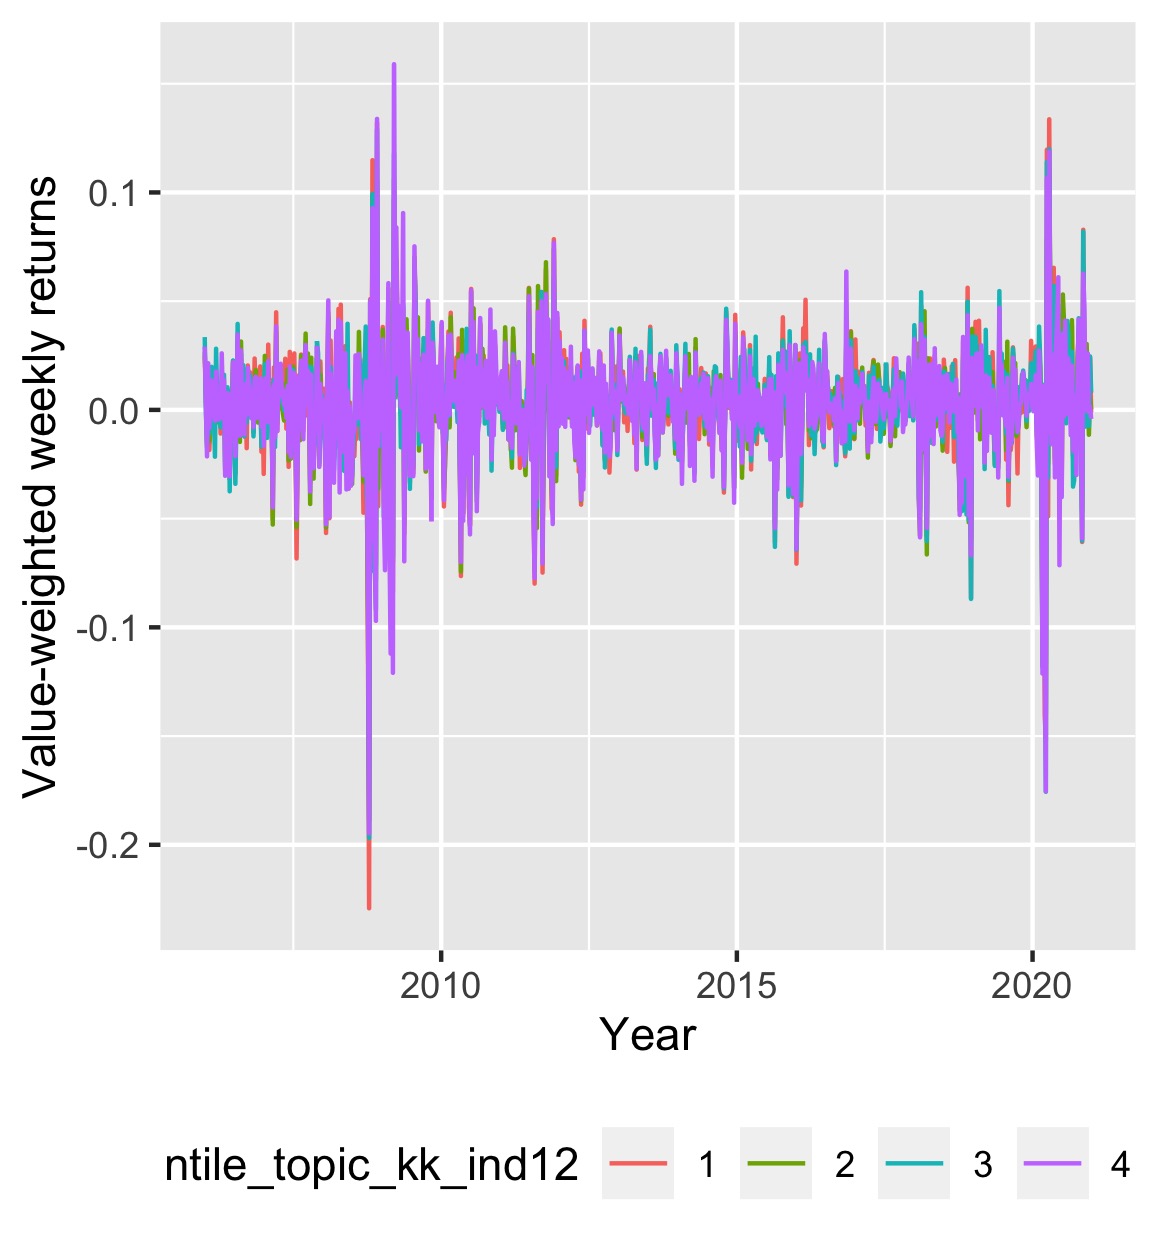 Value-weighted weekly returns
0.1
0.0
-0.1
-0.2
2010 2015 2020
Year
ntile_topic_kk_ind12 1 2 3 4